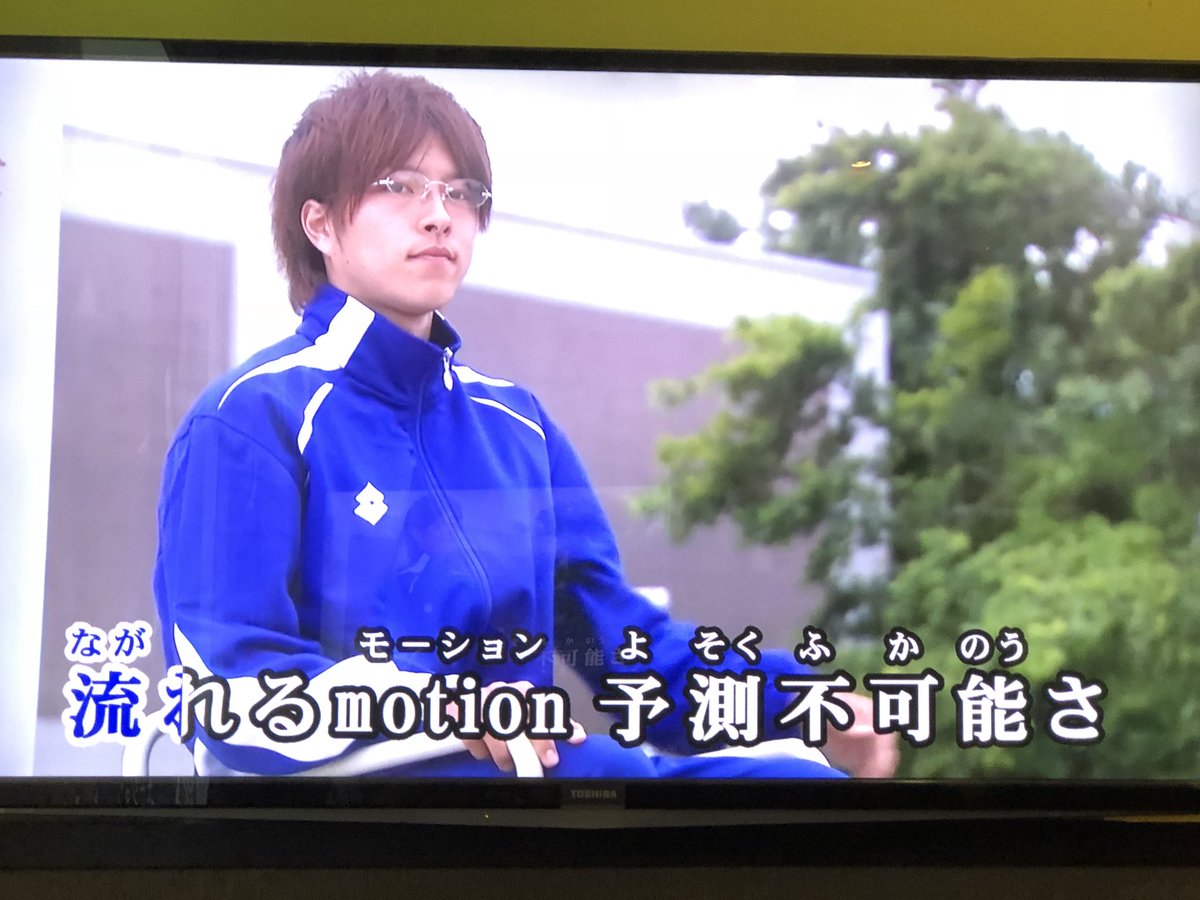 なが モーション よ そく ふ か のう
流れるmotion 予測不可能さ
TOSHIBA